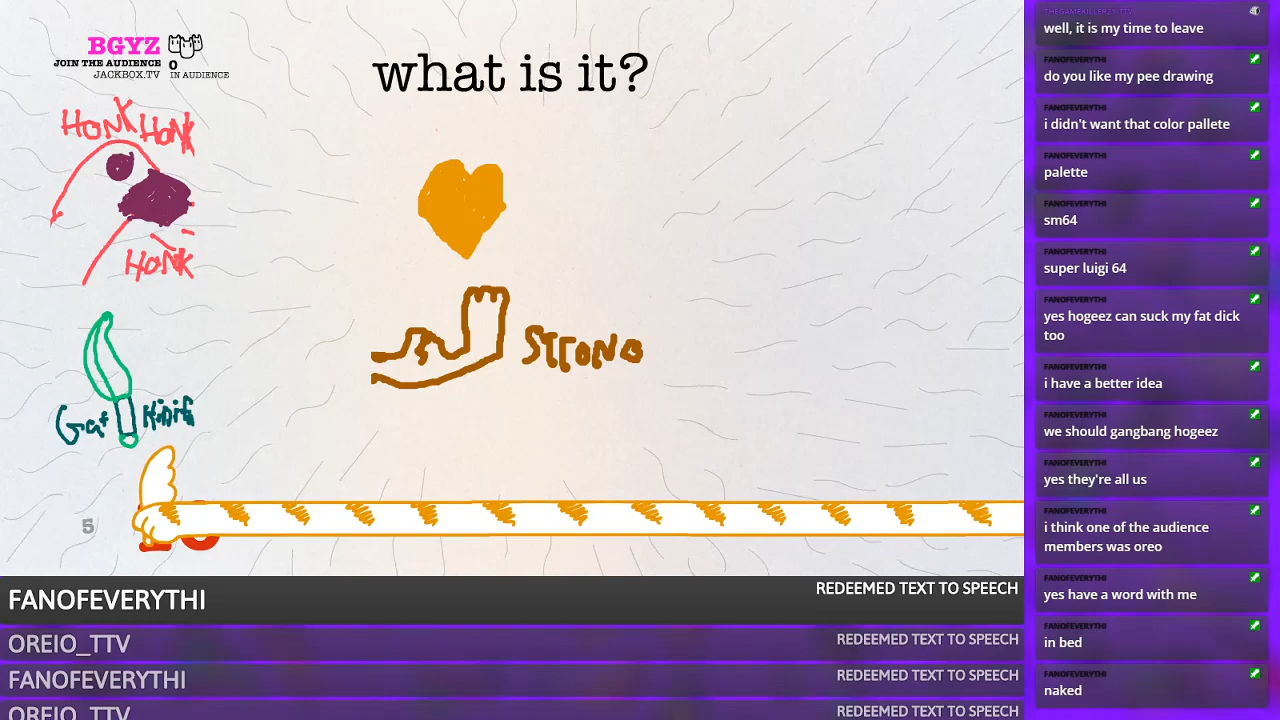 BGYZ
JOIN THE AUDIENCE
JACKBOX.TV
0
IN AUDIENCE
what is it?
HONK HONK
HONK
STRONG
5
FANOFEVERYTHI
REDEEMED TEXT TO SPEECH
OREIO_TTV
REDEEMED TEXT TO SPEECH
FANOFEVERYTHI
REDEEMED TEXT TO SPEECH
OREIO_TTV
REDEEMED TEXT TO SPEECH
well, it is my time to leave
FANOFEVERYTHI
do you like my pee drawing
FANOFEVERYTHI
i didn't want that color pallete
FANOFEVERYTHI
palette
FANOFEVERYTHI
sm64
FANOFEVERYTHI
super luigi 64
FANOFEVERYTHI
yes hogeez can suck my fat dick
too
FANOFEVERYTHI
i have a better idea
FANOFEVERYTHI
we should gangbang hogeez
FANOFEVERYTHI
yes they're all us
FANOFEVERYTHI
i think one of the audience
members was oreo
FANOFEVERYTHI
yes have a word with me
FANOFEVERYTHI
in bed
FANOFEVERYTHI
naked